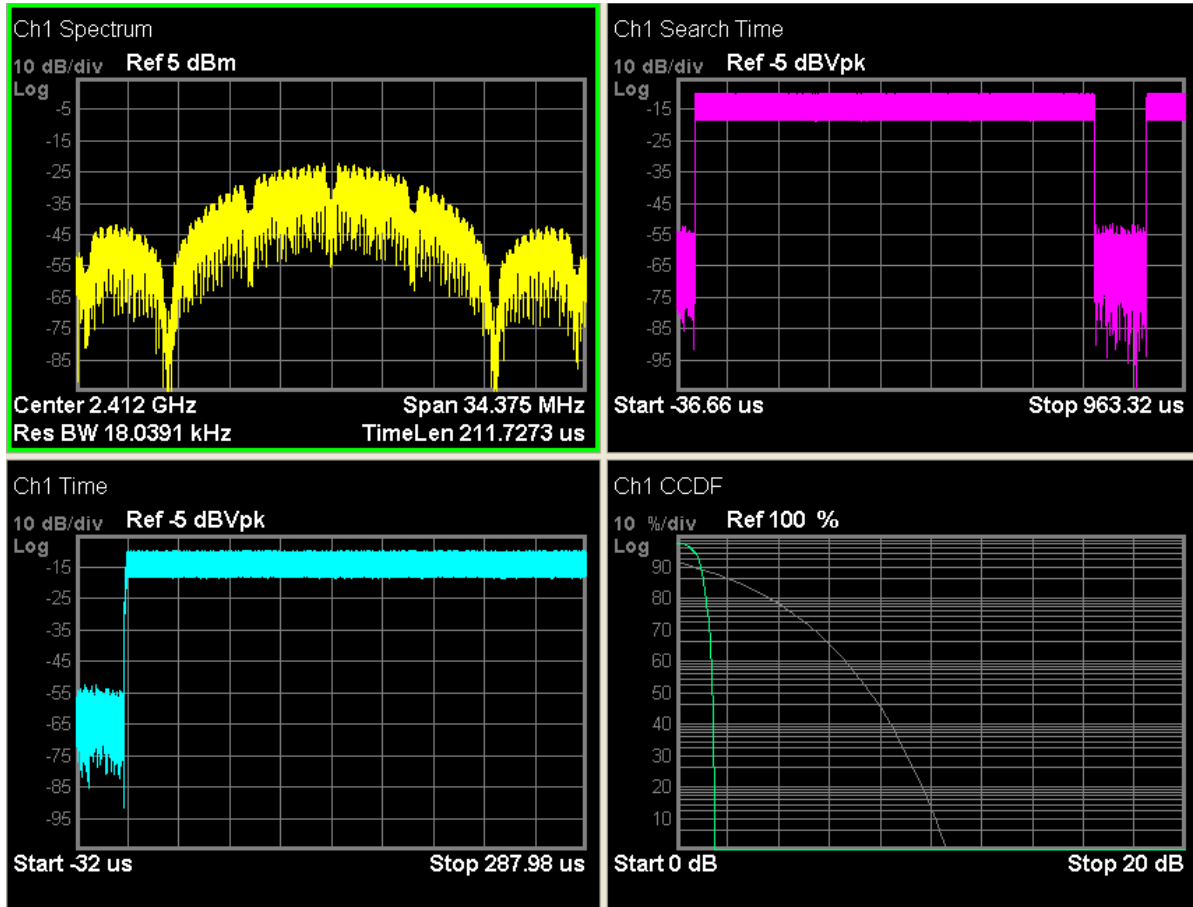 Ch1 Spectrum
10 dB/div Ref 5 dBm
Log
-5
-15
-25
-35
-45
-55
-65
-75
-85
Center 2.412 GHz Span 34.375 MHz
Res BW 18.0391 kHz TimeLen 211.7273 us
Ch1 Search Time
10 dB/div Ref -5 dBVpk
Log
-15
-25
-35
-45
-55
-65
-75
-85
-95
Start -36.66 us Stop 963.32 us
Ch1 Time
10 dB/div Ref -5 dBVpk
Log
-15
-25
-35
-45
-55
-65
-75
-85
-95
Start -32 us Stop 287.98 us
Ch1 CCDF
10 %/div Ref 100 %
Log
90
80
70
60
50
40
30
20
10
Start 0 dB Stop 20 dB